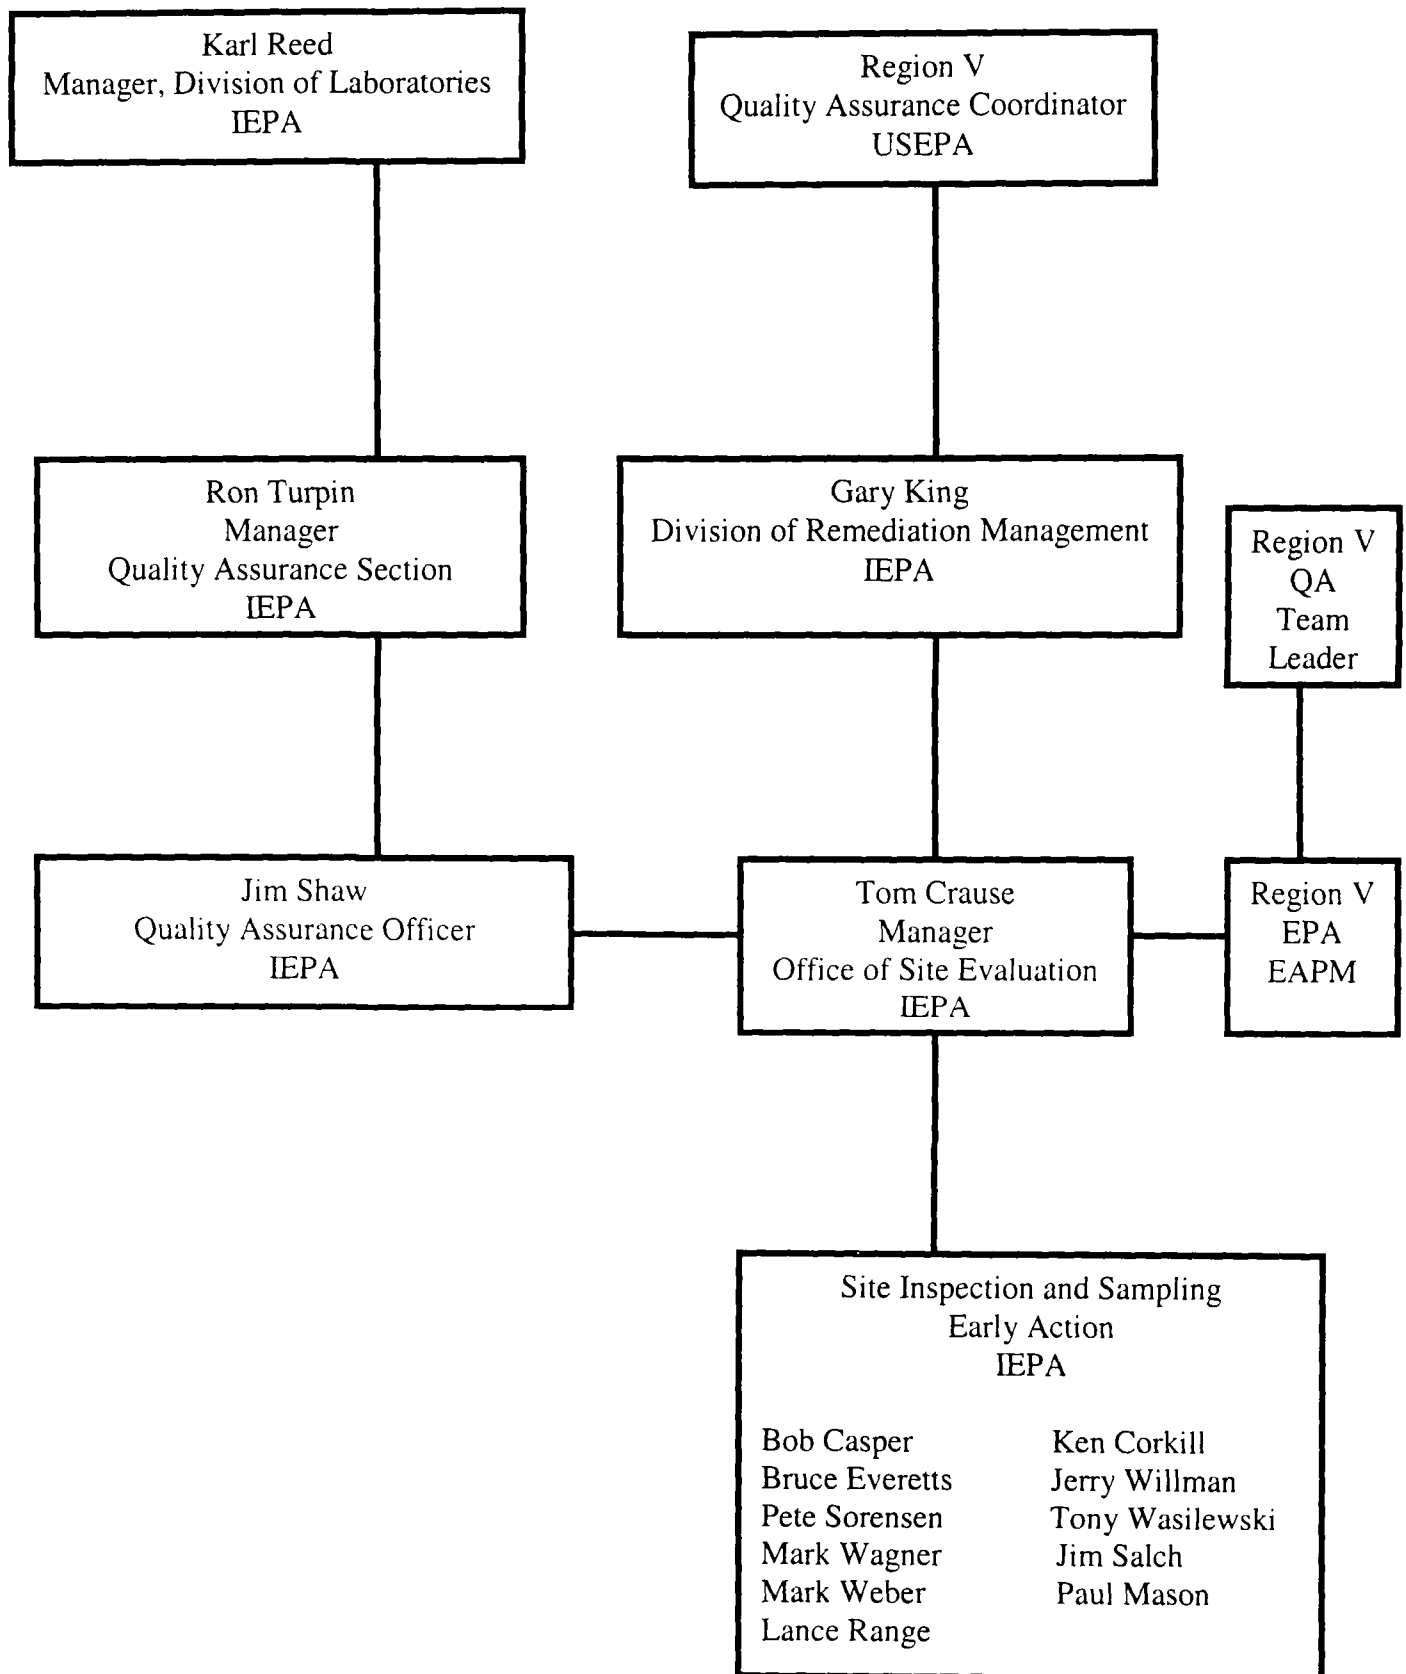 Karl Reed
Manager, Division of Laboratories
IEPA
Region V
Quality Assurance Coordinator
USEPA
Ron Turpin
Manager
Quality Assurance Section
IEPA
Gary King
Division of Remediation Management
IEPA
Region V
QA
Team
Leader
Jim Shaw
Quality Assurance Officer
IEPA
Tom Crause
Manager
Office of Site Evaluation
IEPA
Region V
EPA
EAPM
Site Inspection and Sampling
Early Action
IEPA
Bob Casper
Bruce Everetts
Pete Sorensen
Mark Wagner
Mark Weber
Lance Range
Ken Corkill
Jerry Willman
Tony Wasilewski
Jim Salch
Paul Mason